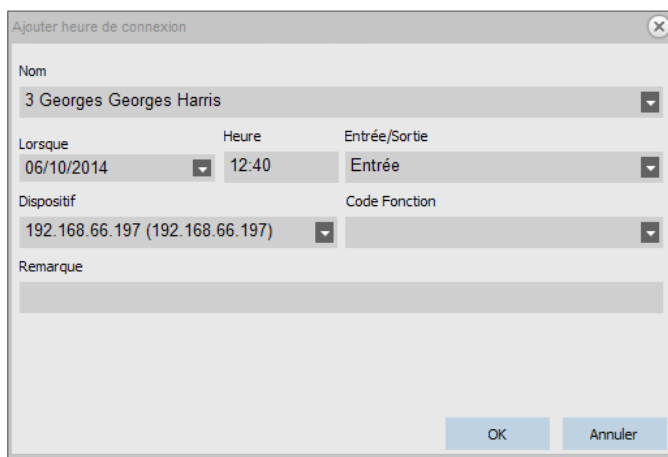 Ajouter heure de connexion
Nom
3 Georges Georges Harris
Lorsque Heure Entrée/Sortie
06/10/2014 12:40 Entrée
Dispositif Code Fonction
192.168.66.197 (192.168.66.197)
Remarque
OK Annuler